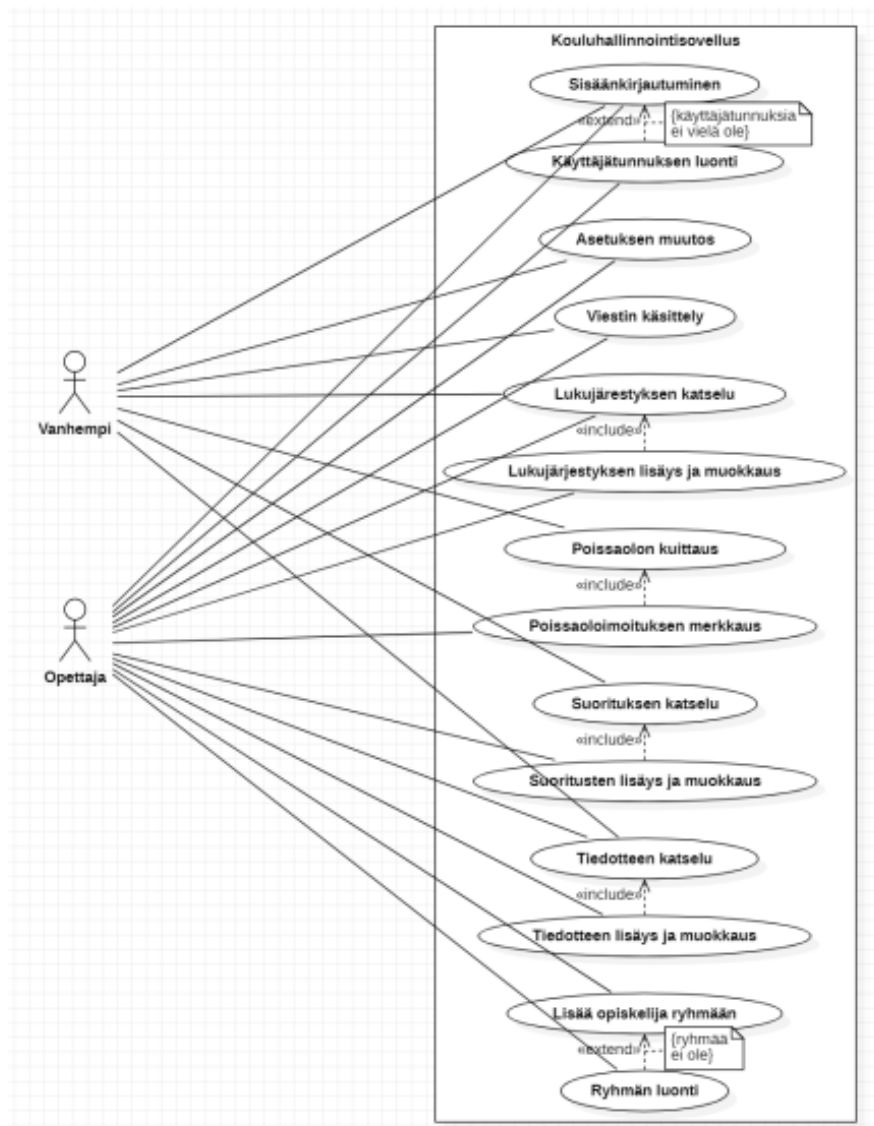 Kouluhallinnointisovellus
Sisäänkirjautuminen
«extend»
{käyttäjätunnuksia
ei vielä ole}
Käyttäjätunnuksen luonti
Asetuksen muutos
Viestin käsittely
Vanhempi
Lukujärestyksen katselu
«include»
Lukujärjestyksen lisäys ja muokkaus
Poissaolon kuittaus
«include»
Poissaoloimoituksen merkkaus
Opettaja
Suorituksen katselu
«include»
Suoritusten lisäys ja muokkaus
Tiedotteen katselu
«include»
Tiedotteen lisäys ja muokkaus
Lisää opiskelija ryhmään
«extend»
{ryhmää
ei ole}
Ryhmän luonti